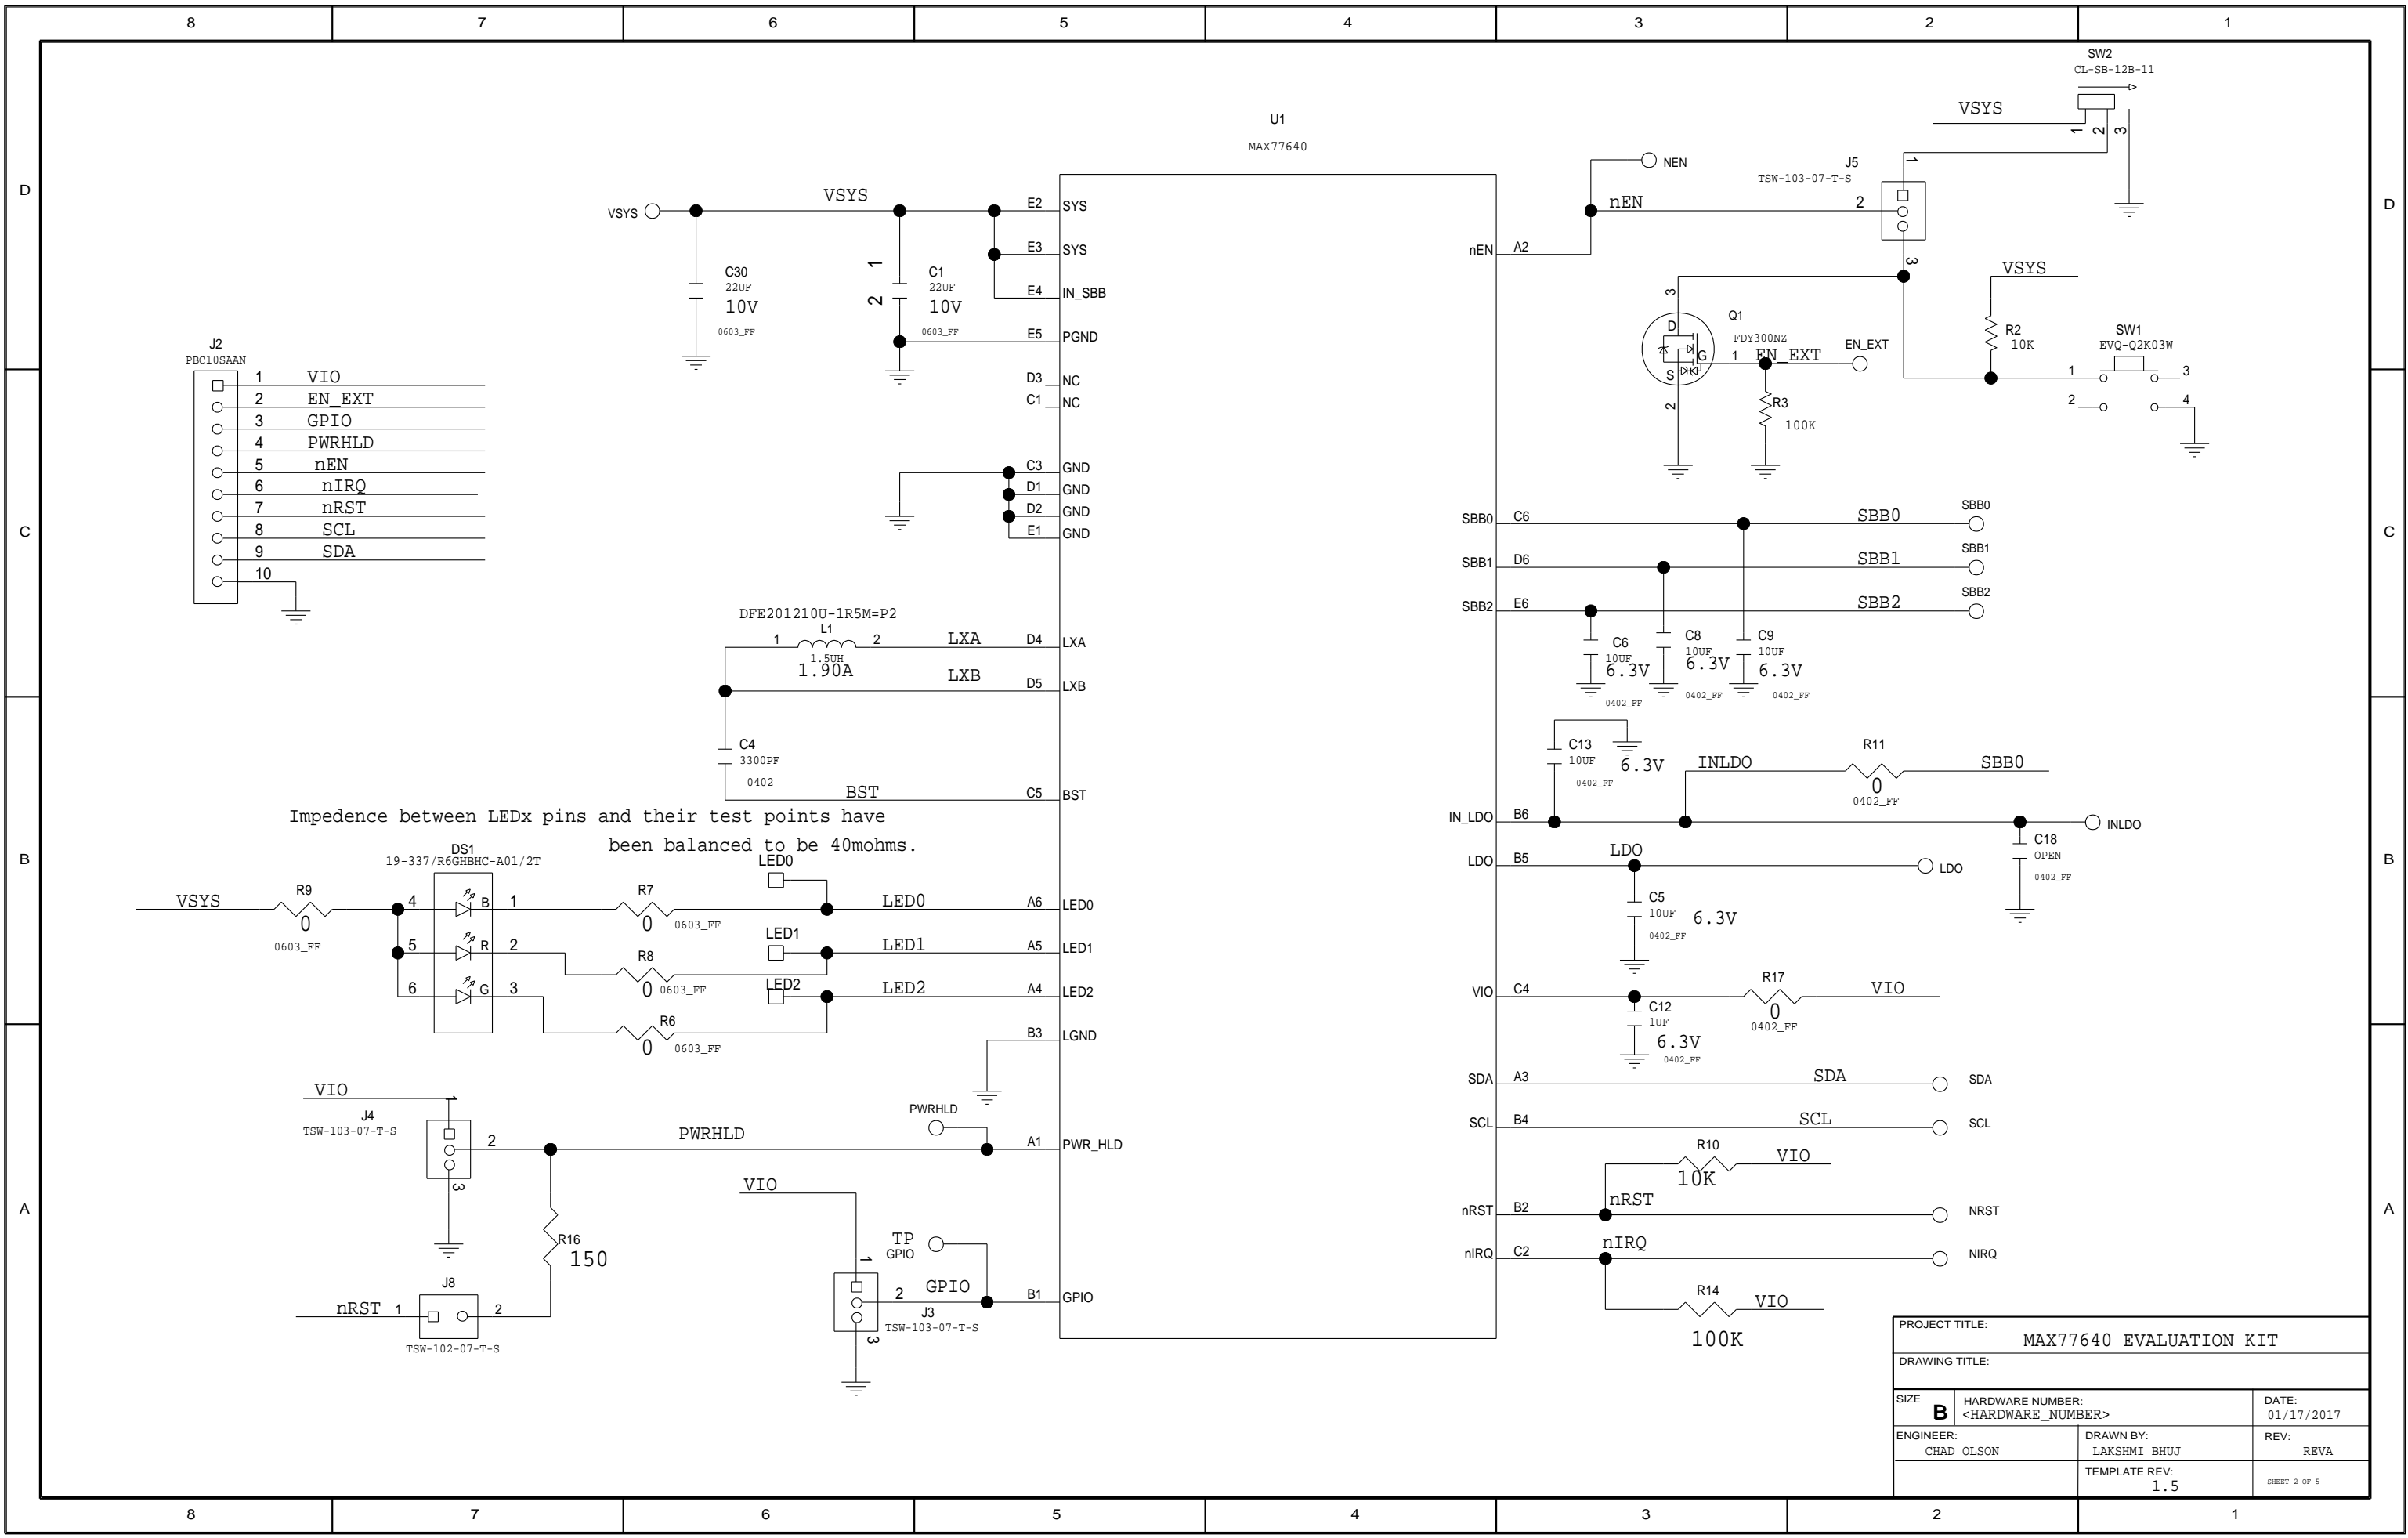 8 7 6 5 4 3 2 1
D
C
B
A
D
C
B
A
SW2
CL-SB-12B-11
VSYS
1 2 3
U1
MAX77640
NEN
J5
TSW-103-07-T-S
1
nEN
2
3
VSYS
VSYS
E2 SYS
E3 SYS
E4 IN_SBB
E5 PGND
D3 NC
C1 NC
C3 GND
D1 GND
D2 GND
E1 GND
C30
22UF
10V
0603_FF
1
2
C1
22UF
10V
0603_FF
nEN A2
3
D
G
S
1
2
Q1
FDY300NZ
EN_EXT
EN_EXT
R3
100K
VSYS
R2
10K
SW1
EVQ-Q2K03W
1 3
2 4
J2
PBC10SAAN
1 VIO
2 EN_EXT
3 GPIO
4 PWRHLD
5 nEN
6 nIRQ
7 nRST
8 SCL
9 SDA
10
SBB0 C6 SBB0 SBB0
SBB1 D6 SBB1 SBB1
SBB2 E6 SBB2 SBB2
C6
10UF
6.3V
0402_FF
C8
10UF
6.3V
0402_FF
C9
10UF
6.3V
0402_FF
DFE201210U-1R5M=P2
L1
1 2
1.5UH
1.90A
LXA D4 LXA
LXB D5 LXB
C4
3300PF
0402
BST C5 BST
C13
10UF
6.3V
0402_FF
INLDO
R11
0
0402_FF
SBB0
IN_LDO B6
INLDO
C18
OPEN
0402_FF
LDO B5 LDO
LDO
C5
10UF
6.3V
0402_FF
Impedence between LEDx pins and their test points have
been balanced to be 40mohms.
DS1
19-337/R6GHBHC-A01/2T
VSYS
R9
0
0603_FF
4 B 1
5 R 2
6 G 3
R7
0
0603_FF
R8
0
0603_FF
R6
0
0603_FF
LED0
LED0 A6 LED0
LED1
LED1 A5 LED1
LED2
LED2 A4 LED2
B3 LGND
VIO C4
R17
0
0402_FF
VIO
C12
1UF
6.3V
0402_FF
SDA A3 SDA SDA
SCL B4 SCL SCL
VIO
J4
TSW-103-07-T-S
1
2
3
PWRHLD
PWRHLD
A1 PWR_HLD
R16
150
J8
nRST 1 2
TSW-102-07-T-S
VIO
TP
GPIO
1
2
3
GPIO
J3
TSW-103-07-T-S
B1 GPIO
R10
10K
VIO
nRST B2 nRST NRST
nIRQ C2 nIRQ NIRQ
R14
100K
VIO
PROJECT TITLE:
MAX77640 EVALUATION KIT
DRAWING TITLE:
SIZE
B
HARDWARE NUMBER:
<HARDWARE_NUMBER>
DATE:
01/17/2017
ENGINEER:
CHAD OLSON
DRAWN BY:
LAKSHMI BHUJ
REV:
REVA
TEMPLATE REV:
1.5
SHEET 2 OF 5
8 7 6 5 4 3 2 1